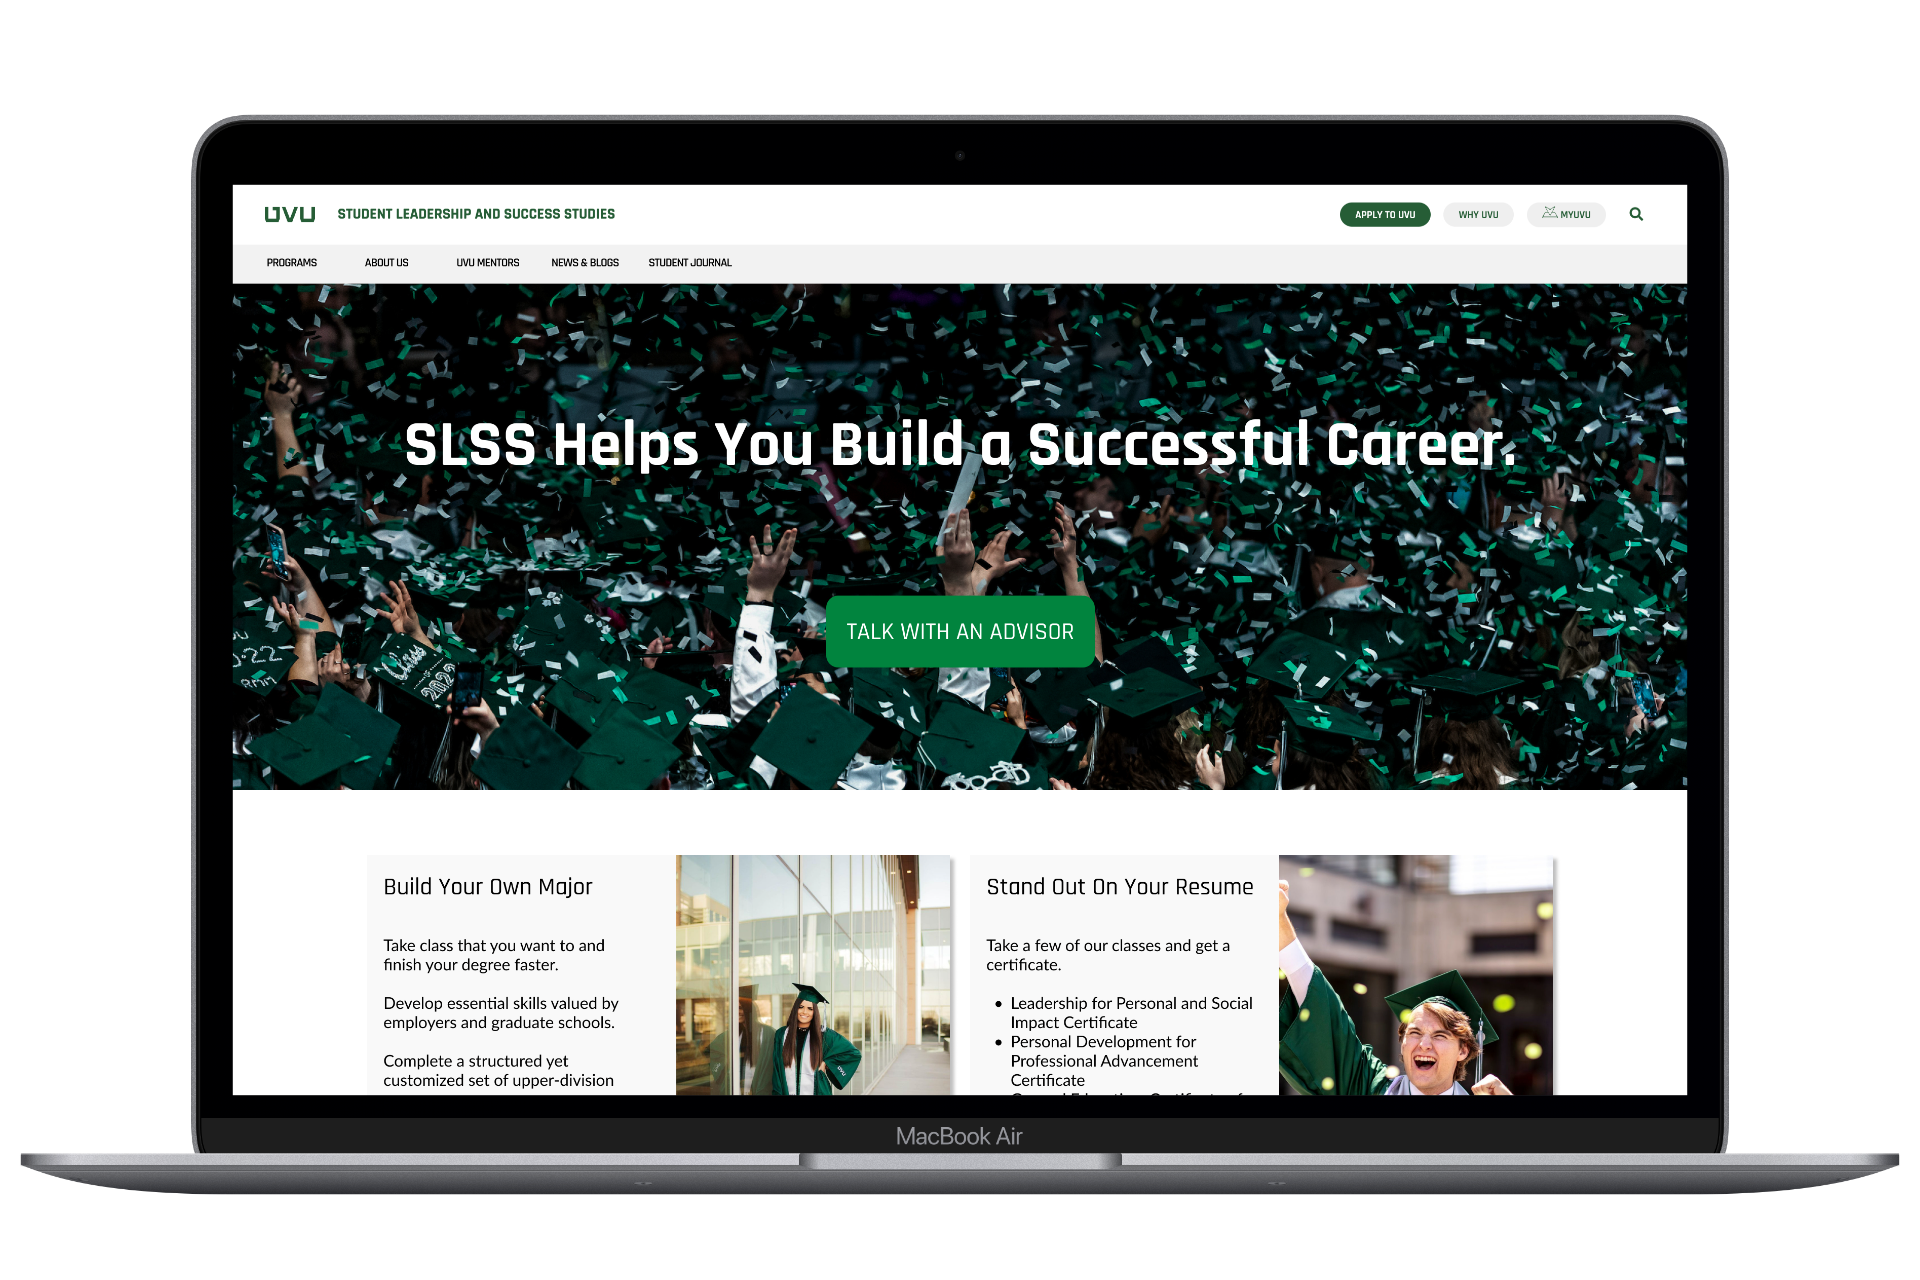 UVU STUDENT LEADERSHIP AND SUCCESS STUDIES
APPLY TO UVU
WHY UVU
MYUVU
PROGRAMS
ABOUT US
UVU MENTORS
NEWS & BLOGS
STUDENT JOURNAL
SLSS Helps You Build a Successful Career.
TALK WITH AN ADVISOR
Build Your Own Major
Take class that you want to and
finish your degree faster.
Develop essential skills valued by
employers and graduate schools.
Complete a structured yet
customized set of upper-division
Stand Out On Your Resume
Take a few of our classes and get a
certificate.
• Leadership for Personal and Social
Impact Certificate
• Personal Development for
Professional Advancement
Certificate
MacBook Air